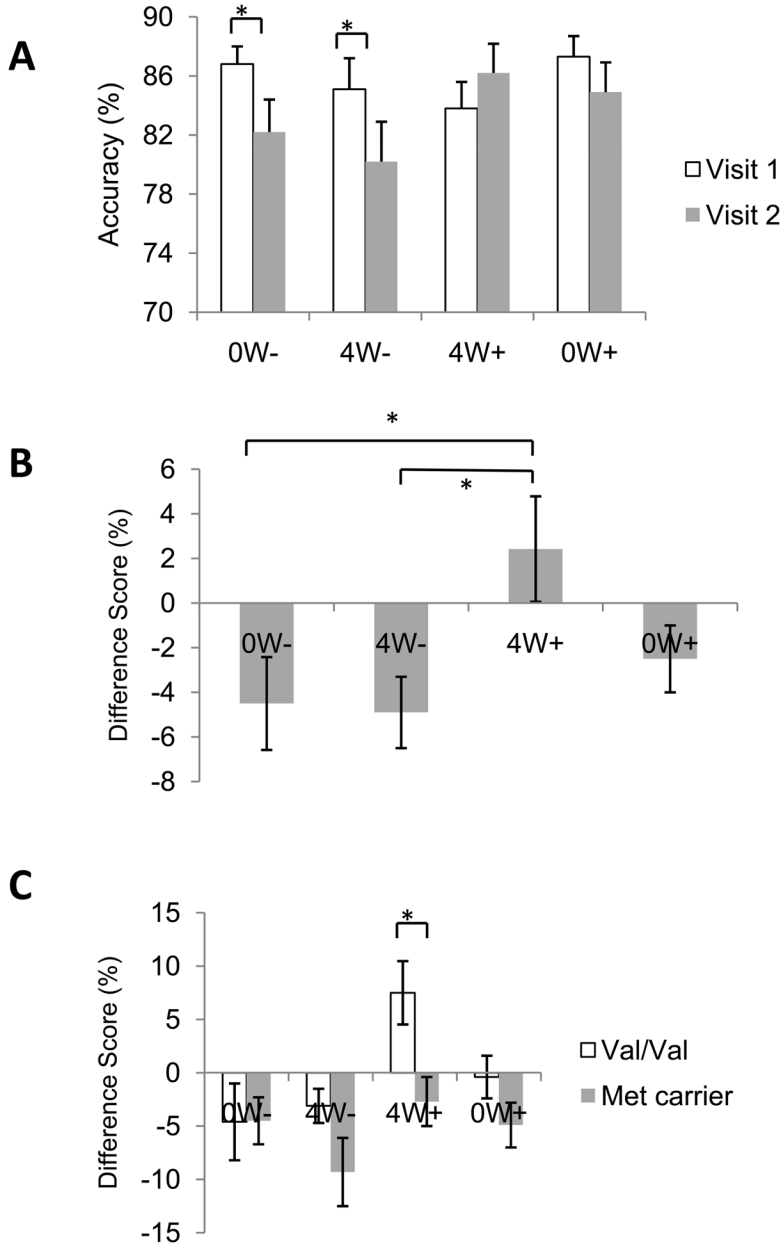 A
Accuracy (%)
90
86
82
78
74
70
*
*
0W-
4W-
4W+
0W+
Visit 1
Visit 2
B
Difference Score (%)
6
4
2
0
-2
-4
-6
-8
*
*
0W-
4W-
4W+
0W+
C
Difference Score (%)
15
10
5
0
-5
-10
-15
*
0W-
4W-
4W+
0W+
Val/Val
Met carrier